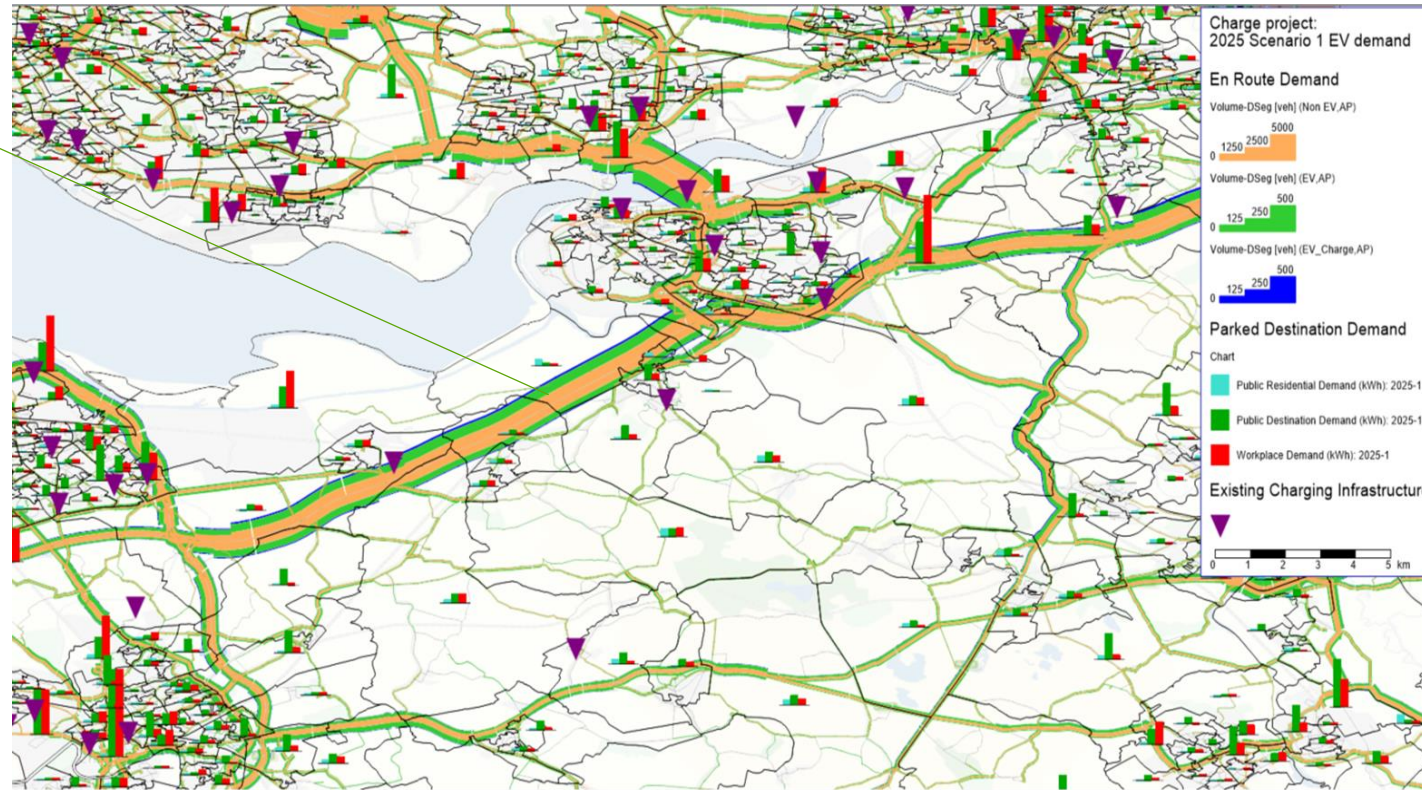 Charge project:
2025 Scenario 1 EV demand
En Route Demand
Volume-DSeg [veh] (Non EV,AP)
0 1250 2500 5000
Volume-DSeg [veh] (EV,AP)
0 125 250 500
Volume-DSeg [veh] (EV_Charge,AP)
0 125 250 500
Parked Destination Demand
Chart
Public Residential Demand (kWh): 2025-1
Public Destination Demand (kWh): 2025-1
Workplace Demand (kWh): 2025-1
Existing Charging Infrastructur
0 1 2 3 4 5 km